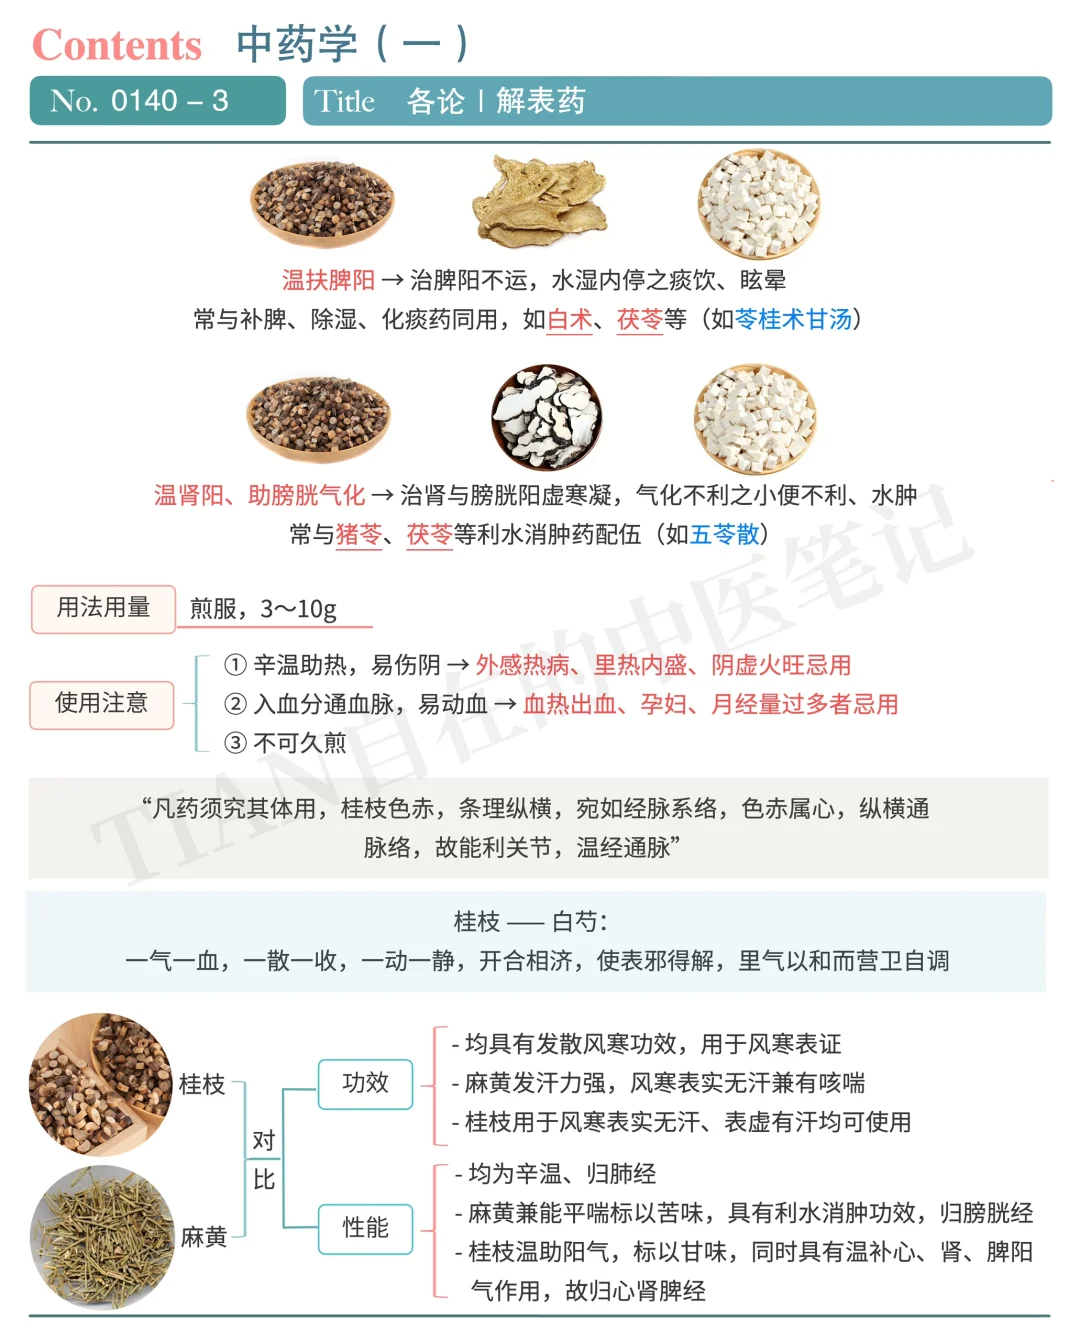 Contents 中药学（一）
No. 0140 – 3
Title 各论 | 解表药
温扶脾阳 → 治脾阳不运，水湿内停之痰饮、眩晕
常与补脾、除湿、化痰药同用，如白术、茯苓等（如苓桂术甘汤）
温肾阳、助膀胱气化 → 治肾与膀胱阳虚寒凝，气化不利之小便不利、水肿
常与猪苓、茯苓等利水消肿药配伍（如五苓散）
用法用量
煎服，3～10g
使用注意
① 辛温助热，易伤阴 → 外感热病、里热内盛、阴虚火旺忌用
② 入血分通血脉，易动血 → 血热出血、孕妇、月经量过多者忌用
③ 不可久煎
“凡药须究其体用，桂枝色赤，条理纵横，宛如经脉系络，色赤属心，纵横通
脉络，故能利关节，温经通脉”
桂枝 —— 白芍：
一气一血，一散一收，一动一静，开合相济，使表邪得解，里气以和而营卫自调
桂枝
麻黄
对
比
功效
- 均具有发散风寒功效，用于风寒表证
- 麻黄发汗力强，风寒表实无汗兼有咳喘
- 桂枝用于风寒表实无汗、表虚有汗均可使用
性能
- 均为辛温、归肺经
- 麻黄兼能平喘标以苦味，具有利水消肿功效，归膀胱经
- 桂枝温助阳气，标以甘味，同时具有温补心、肾、脾阳
气作用，故归心肾脾经
TIAN自在的中医笔记